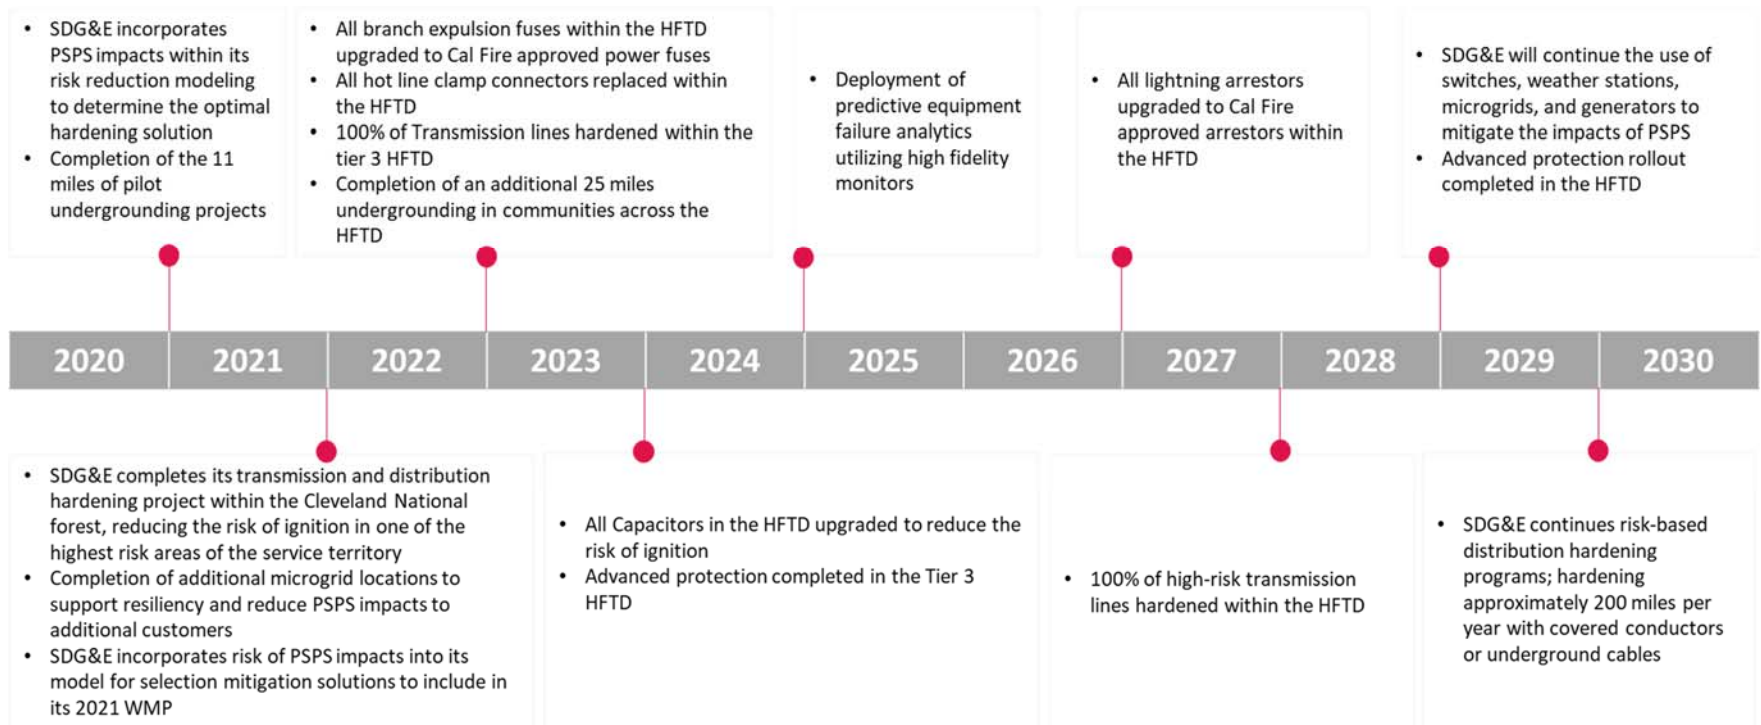 • SDG&E incorporates
PSPS impacts within its
risk reduction modeling
to determine the optimal
hardening solution
• Completion of the 11
miles of pilot
undergrounding projects
• All branch expulsion fuses within the HFTD
upgraded to Cal Fire approved power fuses
• All hot line clamp connectors replaced within
the HFTD
• 100% of Transmission lines hardened within the
tier 3 HFTD
• Completion of an additional 25 miles
undergrounding in communities across the
HFTD
• Deployment of
predictive equipment
failure analytics
utilizing high fidelity
monitors
• All lightning arrestors
upgraded to Cal Fire
approved arrestors within
the HFTD
• SDG&E will continue the use of
switches, weather stations,
microgrids, and generators to
mitigate the impacts of PSPS
• Advanced protection rollout
completed in the HFTD
2020 2021 2022 2023 2024 2025 2026 2027 2028 2029 2030
• SDG&E completes its transmission and distribution
hardening project within the Cleveland National
forest, reducing the risk of ignition in one of the
highest risk areas of the service territory
• Completion of additional microgrid locations to
support resiliency and reduce PSPS impacts to
additional customers
• SDG&E incorporates risk of PSPS impacts into its
model for selection mitigation solutions to include in
its 2021 WMP
• All Capacitors in the HFTD upgraded to reduce the
risk of ignition
• Advanced protection completed in the Tier 3
HFTD
• 100% of high-risk transmission
lines hardened within the HFTD
• SDG&E continues risk-based
distribution hardening
programs; hardening
approximately 200 miles per
year with covered conductors
or underground cables